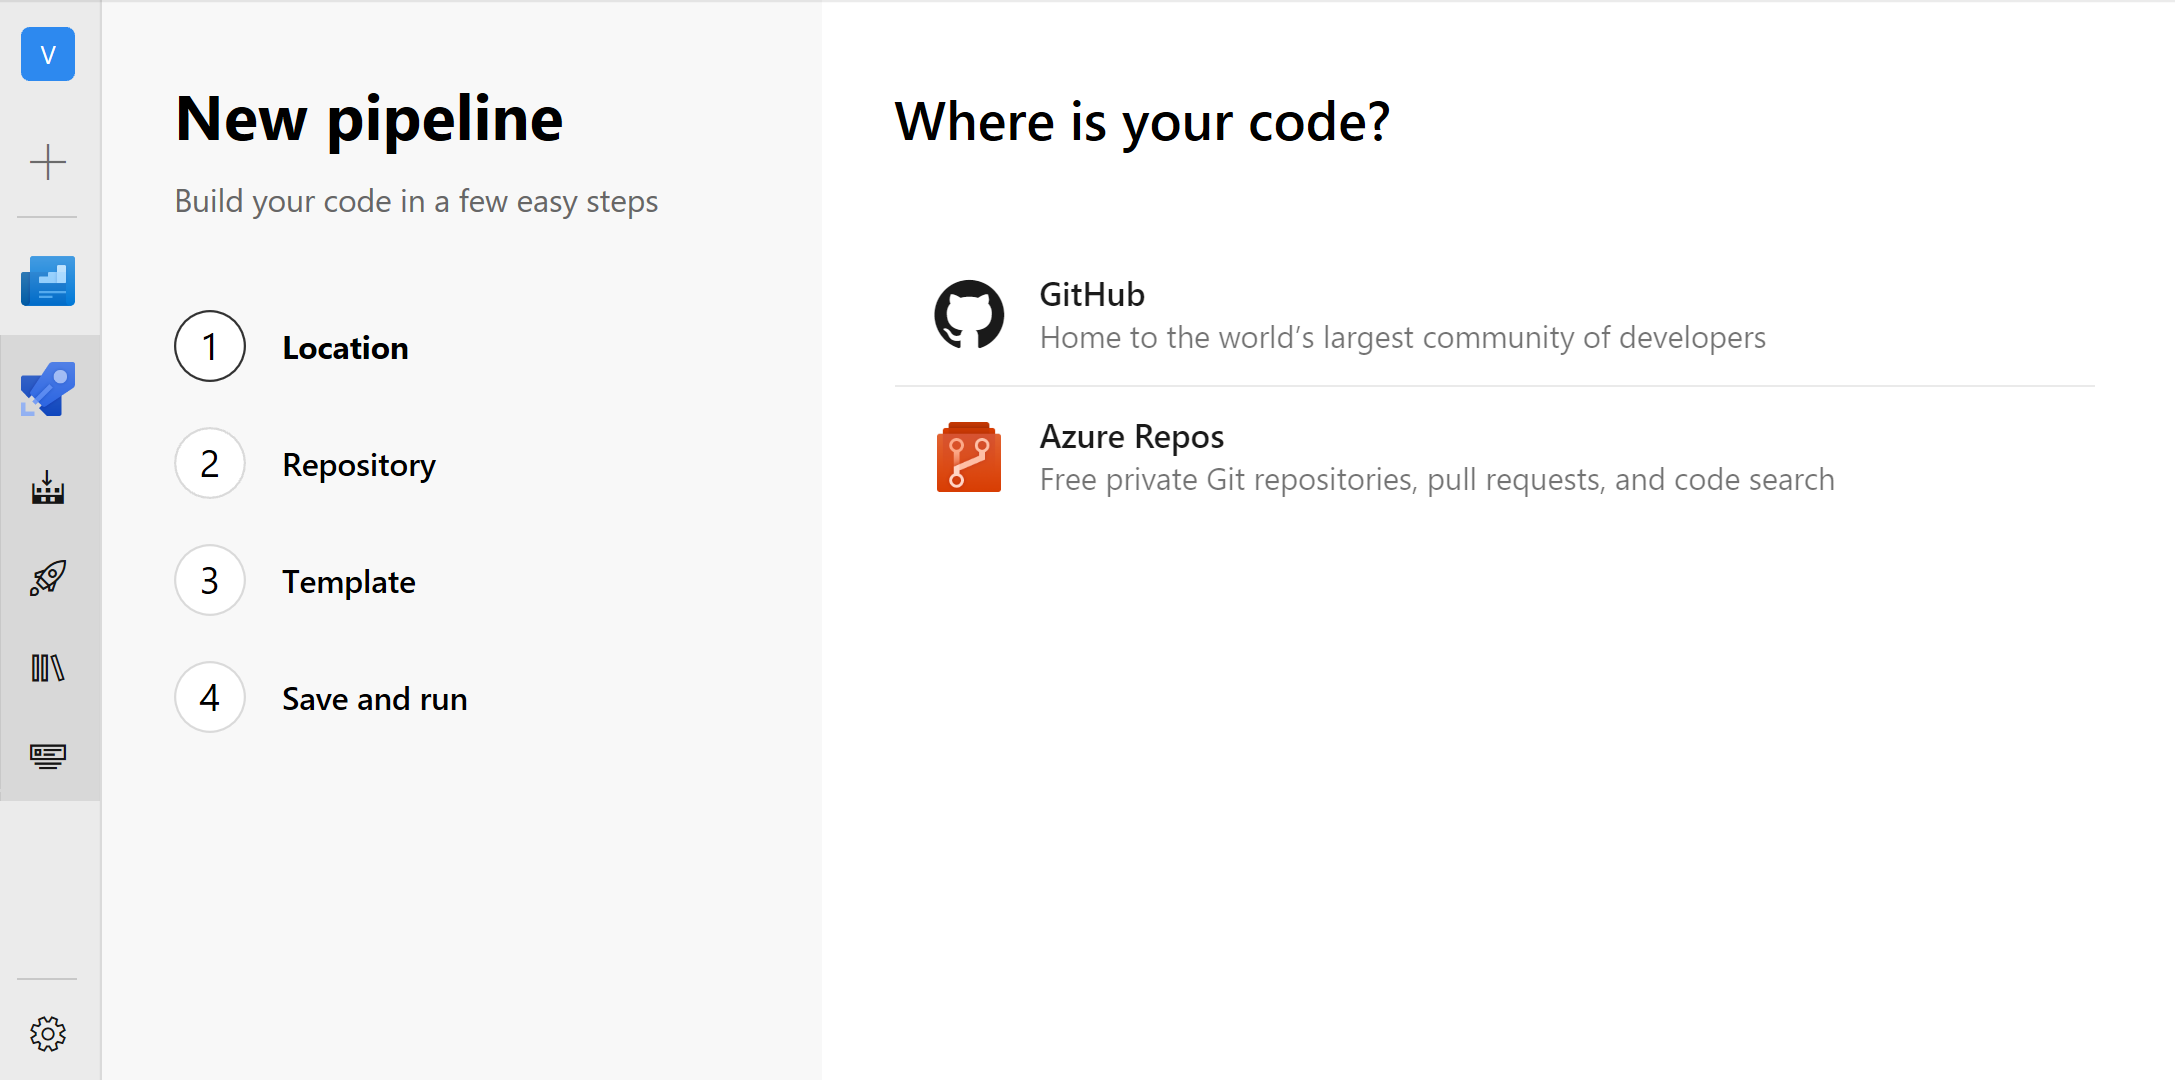 V
New pipeline
Build your code in a few easy steps
1 Location
2 Repository
3 Template
4 Save and run
Where is your code?
GitHub
Home to the world’s largest community of developers
Azure Repos
Free private Git repositories, pull requests, and code search